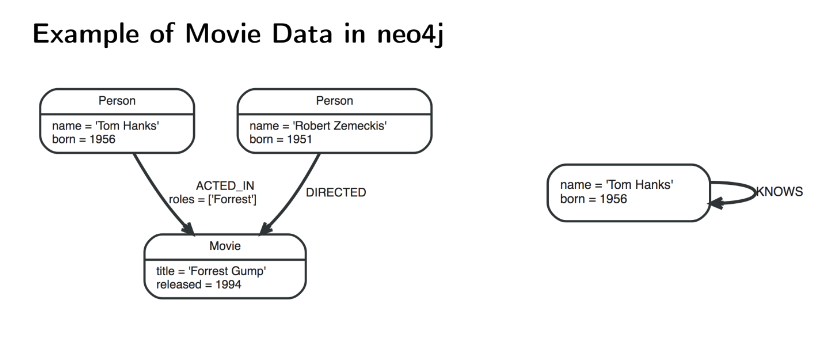 Example of Movie Data in neo4j
Person
name = 'Tom Hanks'
born = 1956
Person
name = 'Robert Zemeckis'
born = 1951
ACTED_IN
roles = ['Forrest']
DIRECTED
Movie
title = 'Forrest Gump'
released = 1994
name = 'Tom Hanks'
born = 1956
KNOWS